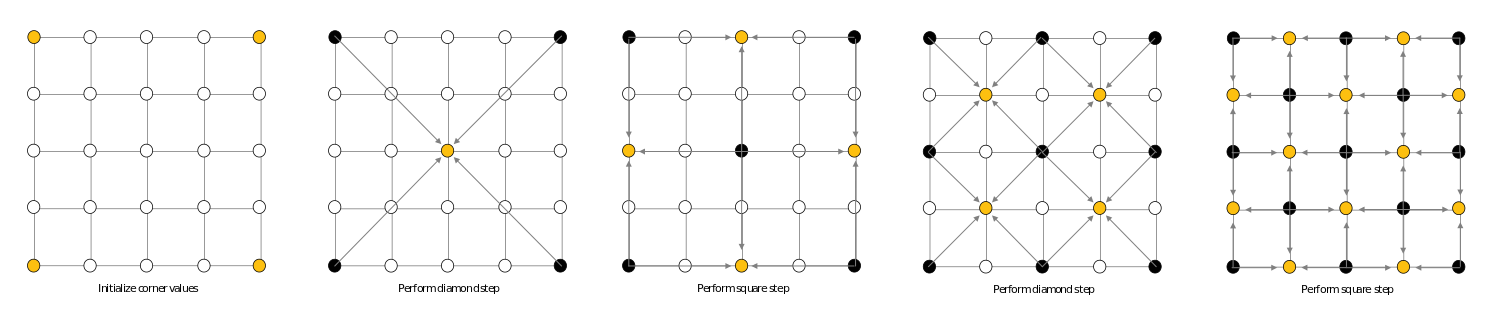 Initialize corner values
Perform diamond step
Perform square step
Perform diamond step
Perform square step